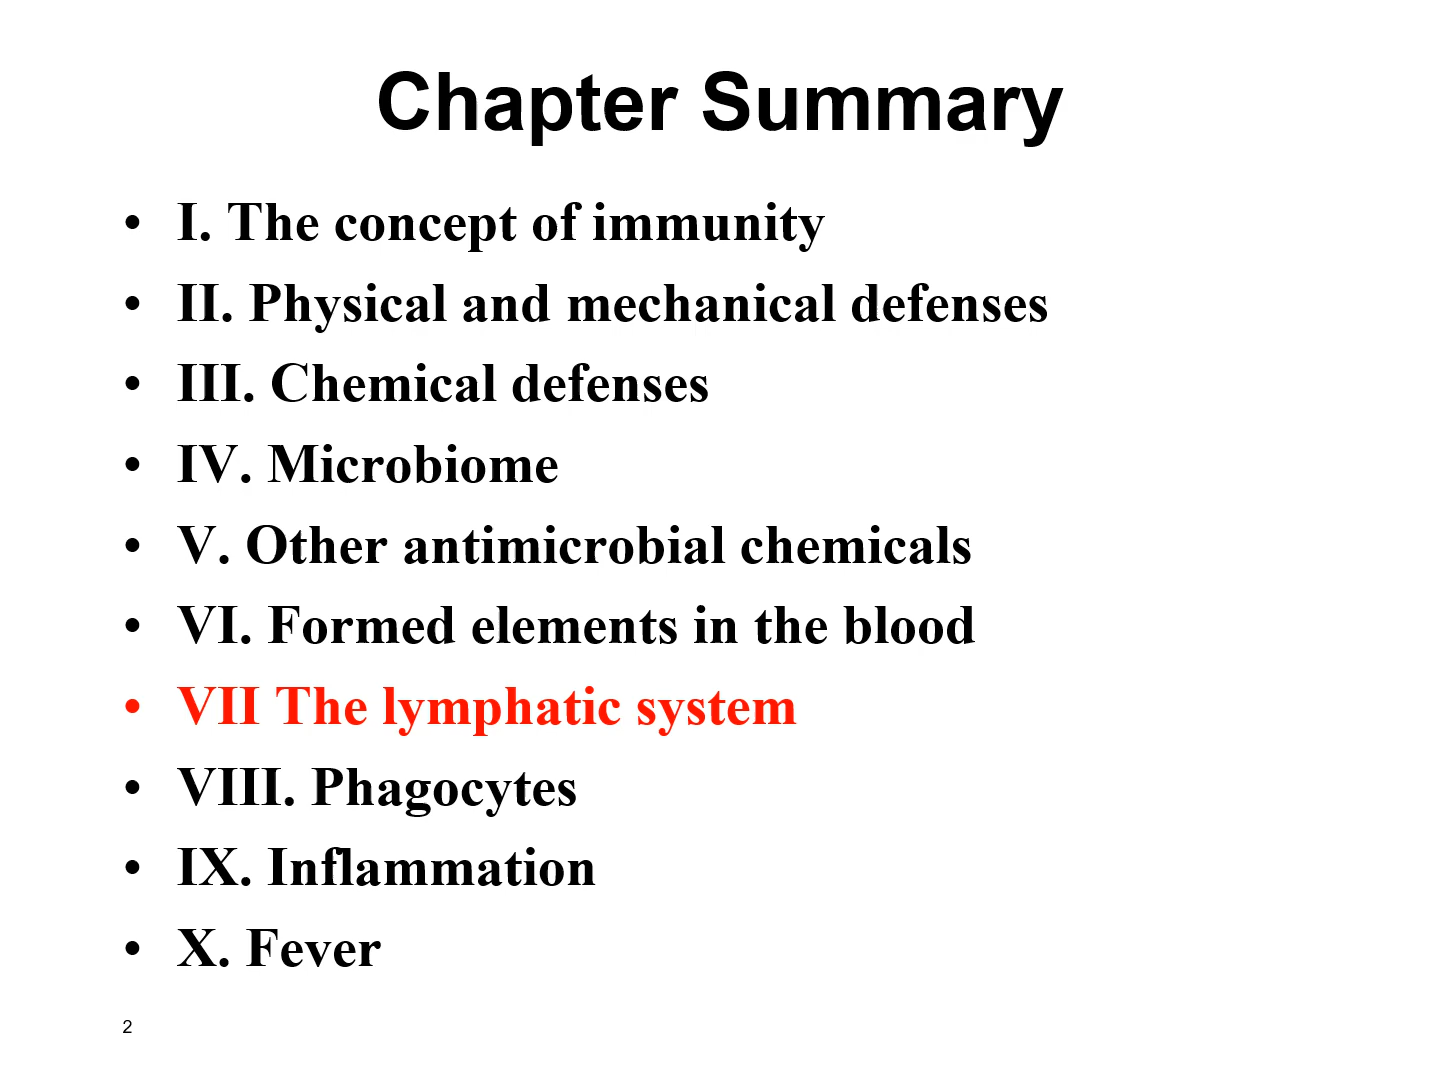 Chapter Summary
• I. The concept of immunity
• II. Physical and mechanical defenses
• III. Chemical defenses
• IV. Microbiome
• V. Other antimicrobial chemicals
• VI. Formed elements in the blood
• VII The lymphatic system
• VIII. Phagocytes
• IX. Inflammation
• X. Fever
2